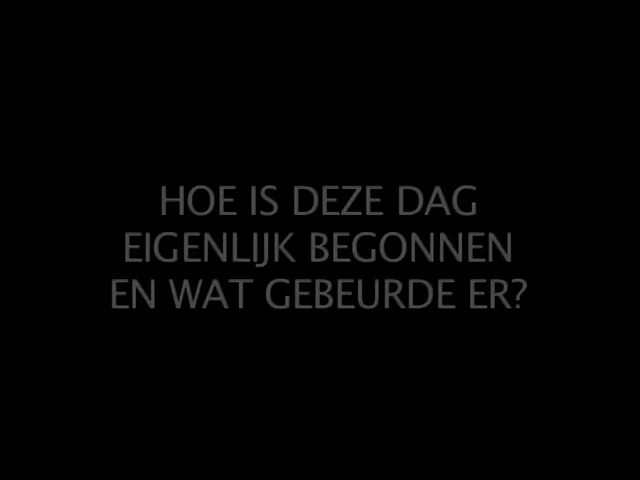 HOE IS DEZE DAG
EIGENLIJK BEGONNEN
EN WAT GEBEURDE ER?